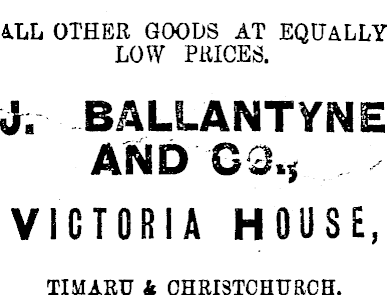 ALL OTHER GOODS AT EQUALLY
LOW PRICES.
J. BALLANTYNE
AND CO.,
VICTORIA HOUSE,
TIMARU & CHRISTCHURCH.